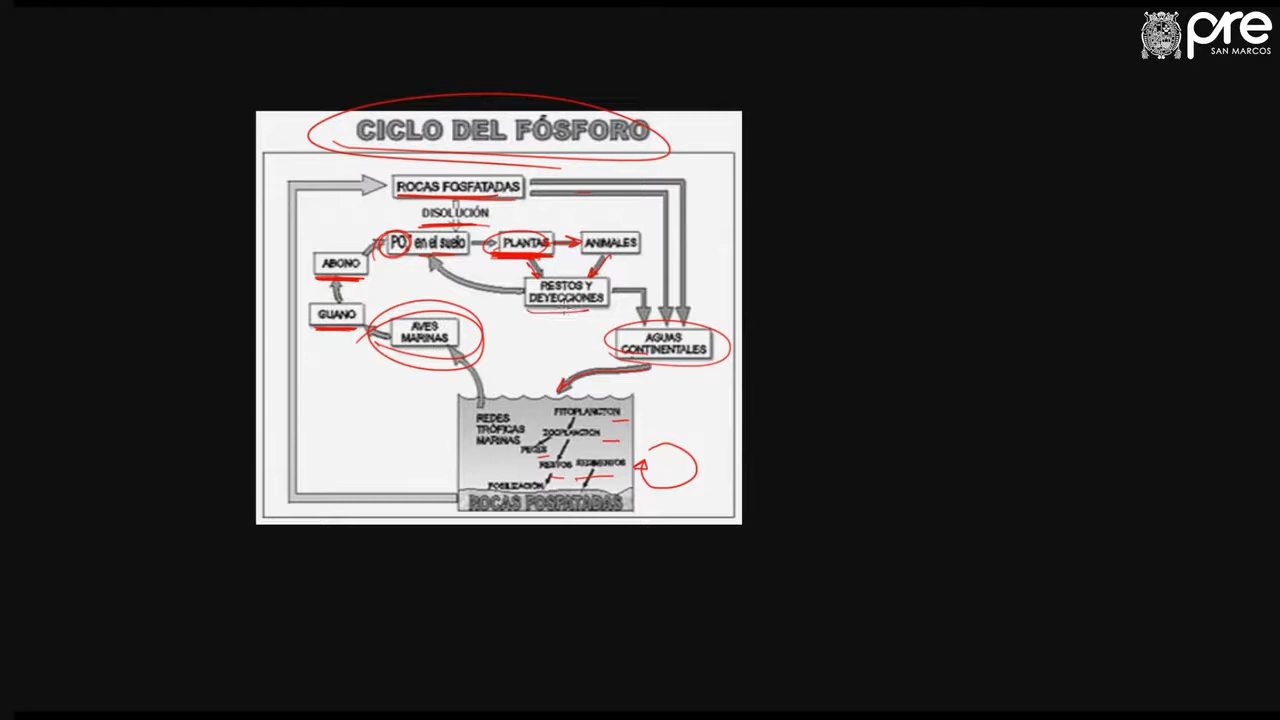 pre
SAN MARCOS
CICLO DEL FÓSFORO
ROCAS FOSFATADAS
DISOLUCIÓN
PO en el suelo
PLANTAS
ANIMALES
ABONO
RESTOS Y
DEYECCIONES
GUANO
AVES
MARINAS
AGUAS
CONTINENTALES
REDES
TRÓFICAS
MARINAS
FITOPLANCTON
ZOOPLANCTON
PECES
RESTOS
SEDIMENTOS
FOSILIZACIÓN
ROCAS FOSFATADAS